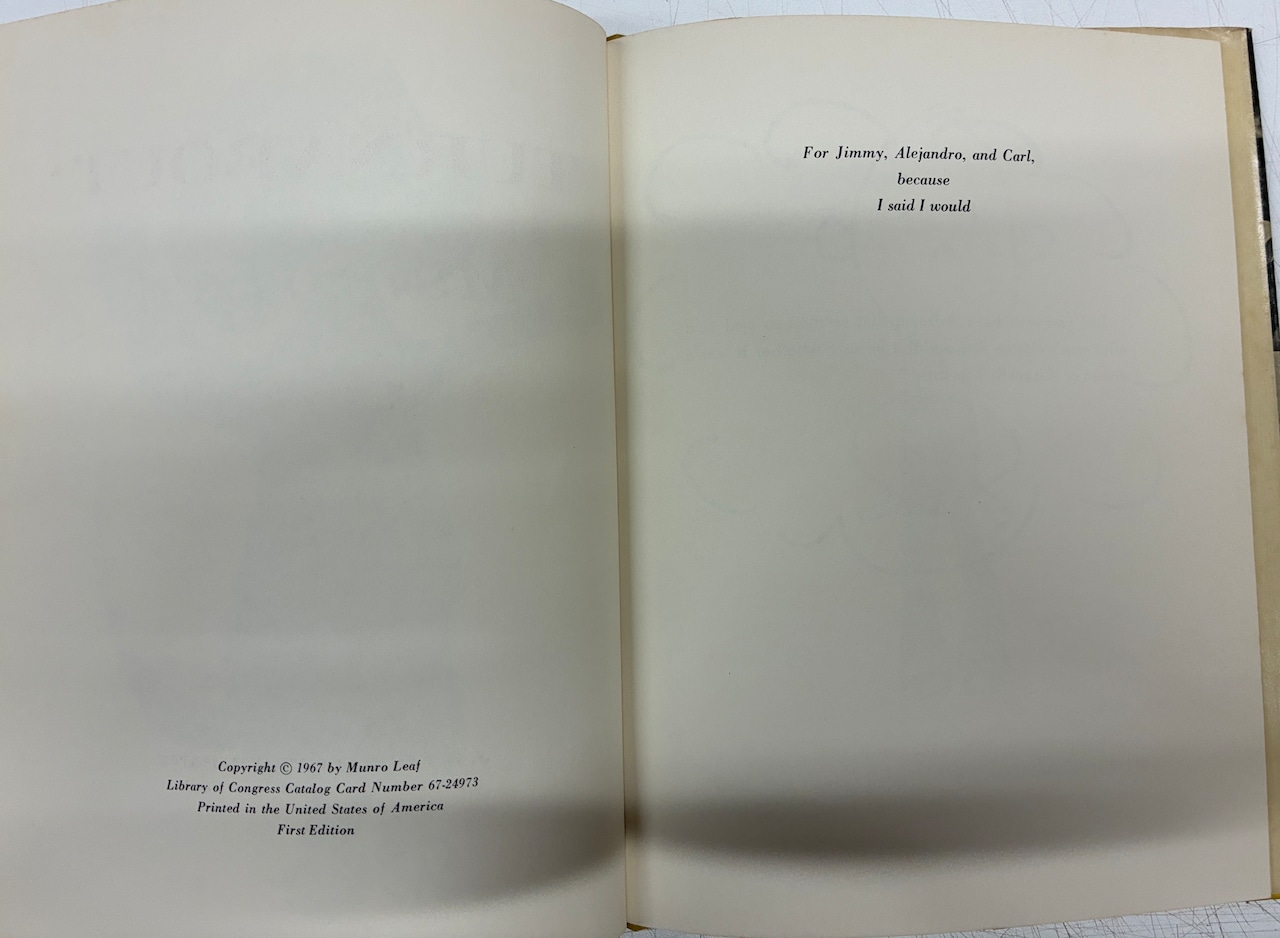 Copyright © 1967 by Munro Leaf
Library of Congress Catalog Card Number 67-24973
Printed in the United States of America
First Edition
For Jimmy, Alejandro, and Carl,
because
I said I would